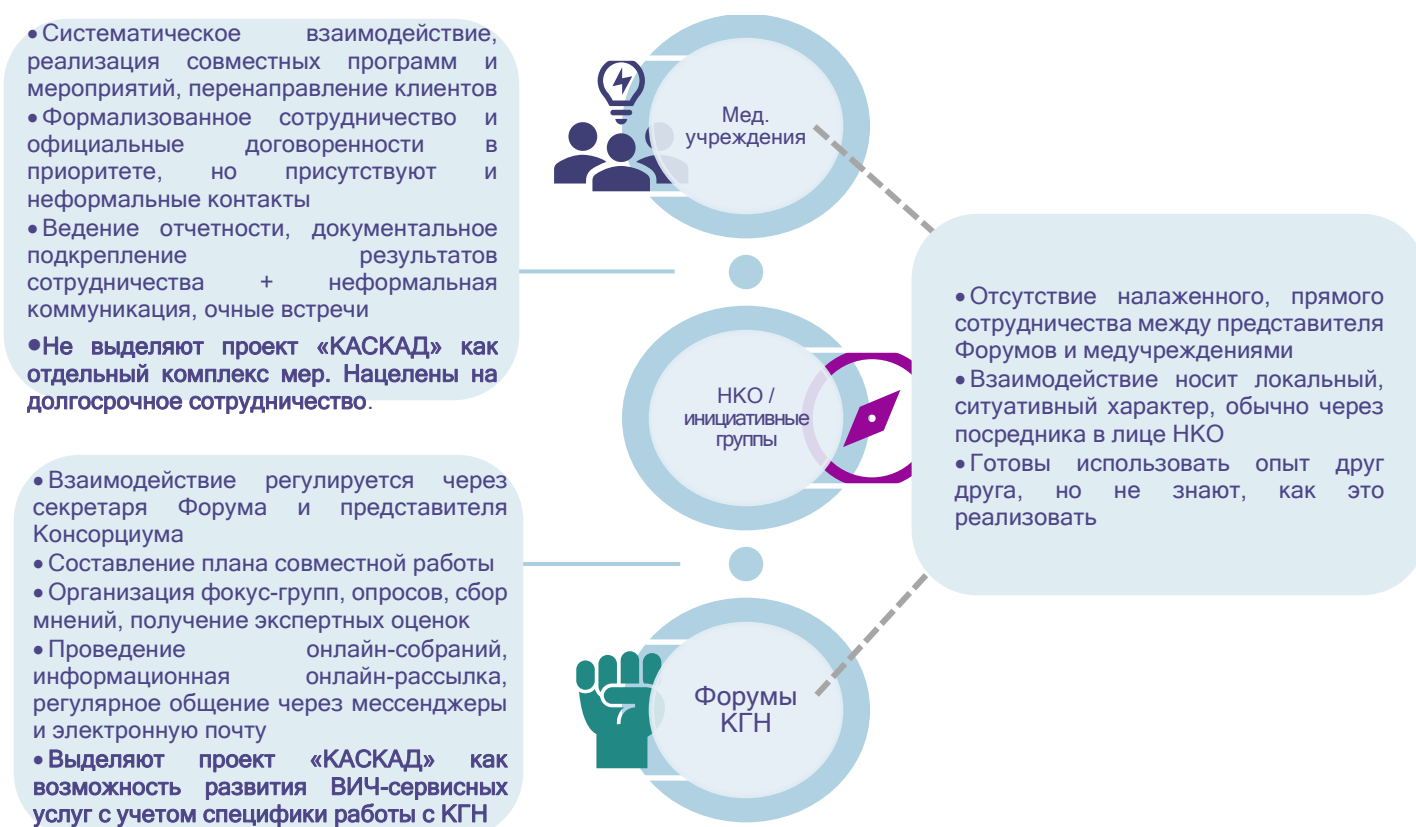 • Систематическое взаимодействие,
реализация совместных программ и
мероприятий, перенаправление клиентов
• Формализованное сотрудничество и
официальные договоренности в
приоритете, но присутствуют и
неформальные контакты
• Ведение отчетности, документальное
подкрепление результатов
сотрудничества + неформальная
коммуникация, очные встречи
• Не выделяют проект «КАСКАД» как
отдельный комплекс мер. Нацелены на
долгосрочное сотрудничество.
• Взаимодействие регулируется через
секретаря Форума и представителя
Консорциума
• Составление плана совместной работы
• Организация фокус-групп, опросов, сбор
мнений, получение экспертных оценок
• Проведение онлайн-собраний,
информационная онлайн-рассылка,
регулярное общение через мессенджеры
и электронную почту
• Выделяют проект «КАСКАД» как
возможность развития ВИЧ-сервисных
услуг с учетом специфики работы с КГН
Мед.
учреждения
НКО /
инициативные
группы
Форумы
КГН
• Отсутствие налаженного, прямого
сотрудничества между представителя
Форумов и медучреждениями
• Взаимодействие носит локальный,
ситуативный характер, обычно через
посредника в лице НКО
• Готовы использовать опыт друг
друга, но не знают, как это
реализовать